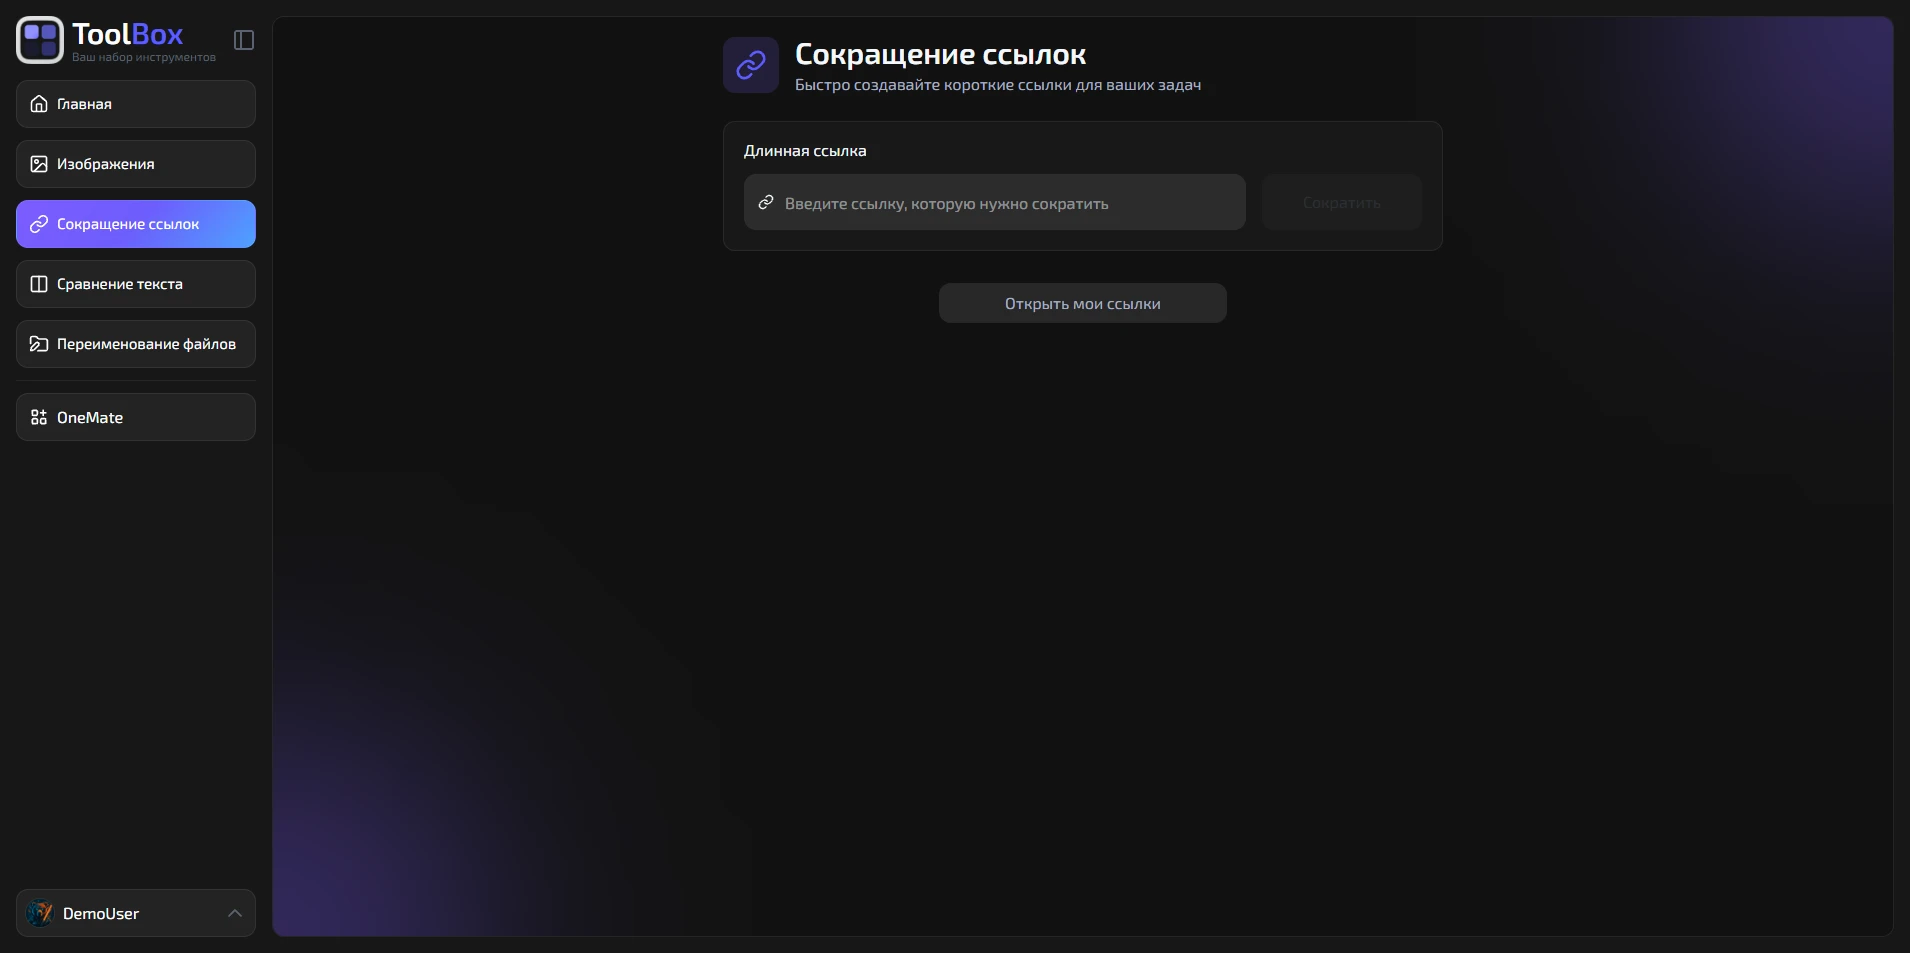 ToolBox
Ваш набор инструментов
Главная
Изображения
Сокращение ссылок
Сравнение текста
Переименование файлов
OneMate
DemoUser
Сокращение ссылок
Быстро создавайте короткие ссылки для ваших задач
Длинная ссылка
Введите ссылку, которую нужно сократить
Сократить
Открыть мои ссылки